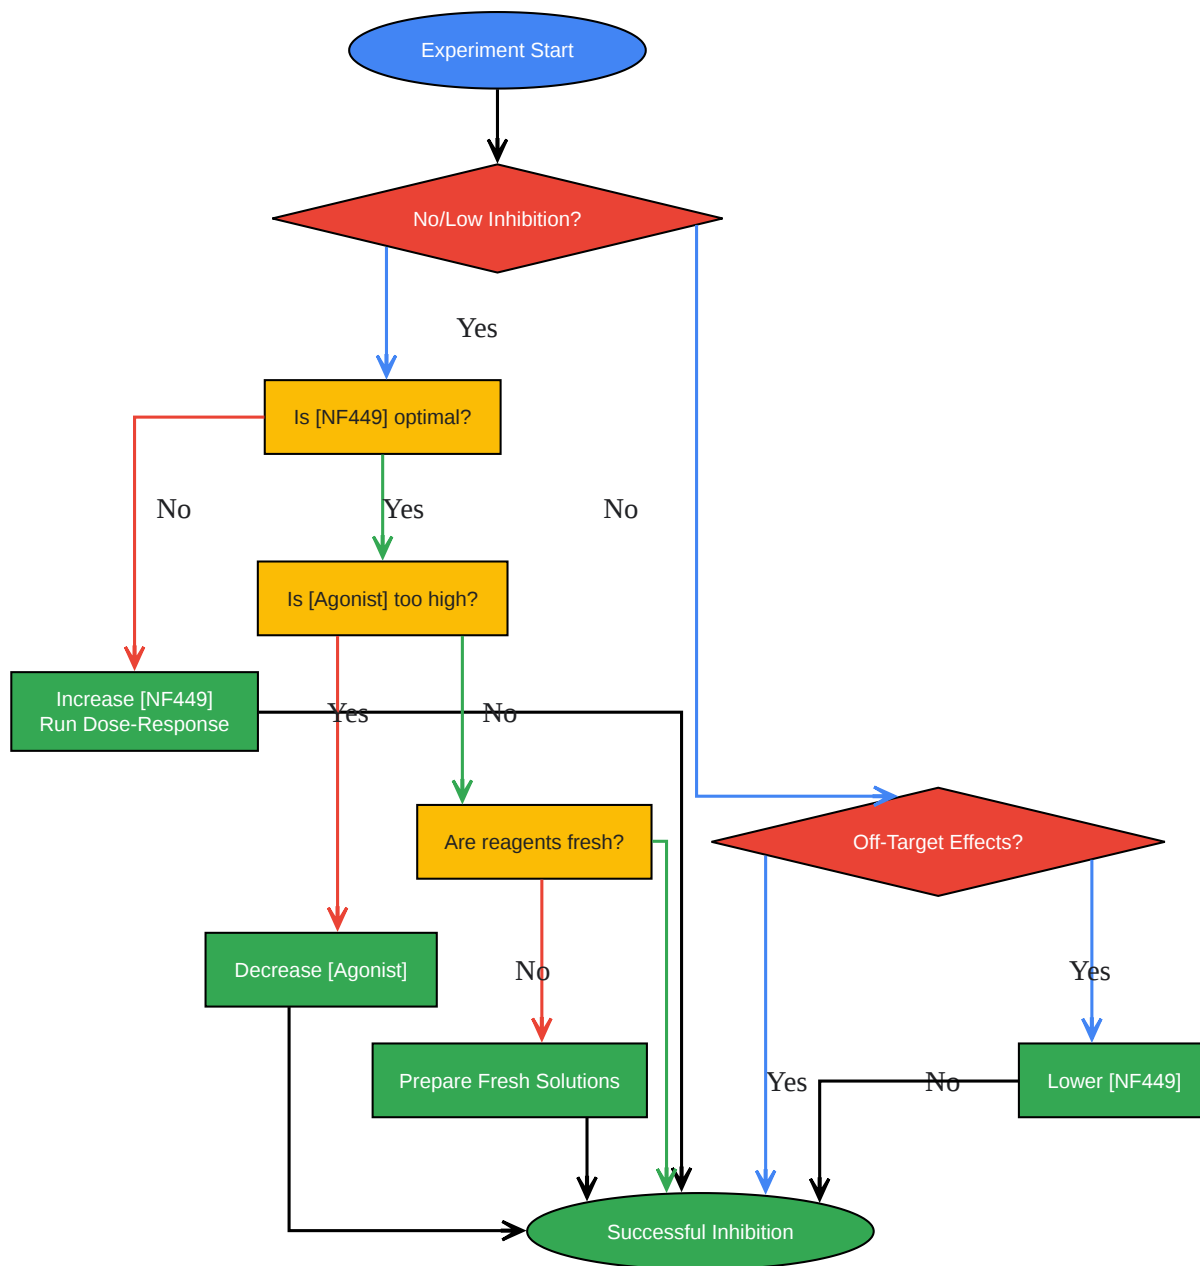 Experiment Start
No/Low Inhibition?
Yes
Is [NF449] optimal?
No
Yes
No
Is [Agonist] too high?
Increase [NF449]
Run Dose-Response
Yes
No
Are reagents fresh?
Off-Target Effects?
Decrease [Agonist]
No
Yes
Prepare Fresh Solutions
Yes
No
Lower [NF449]
Successful Inhibition